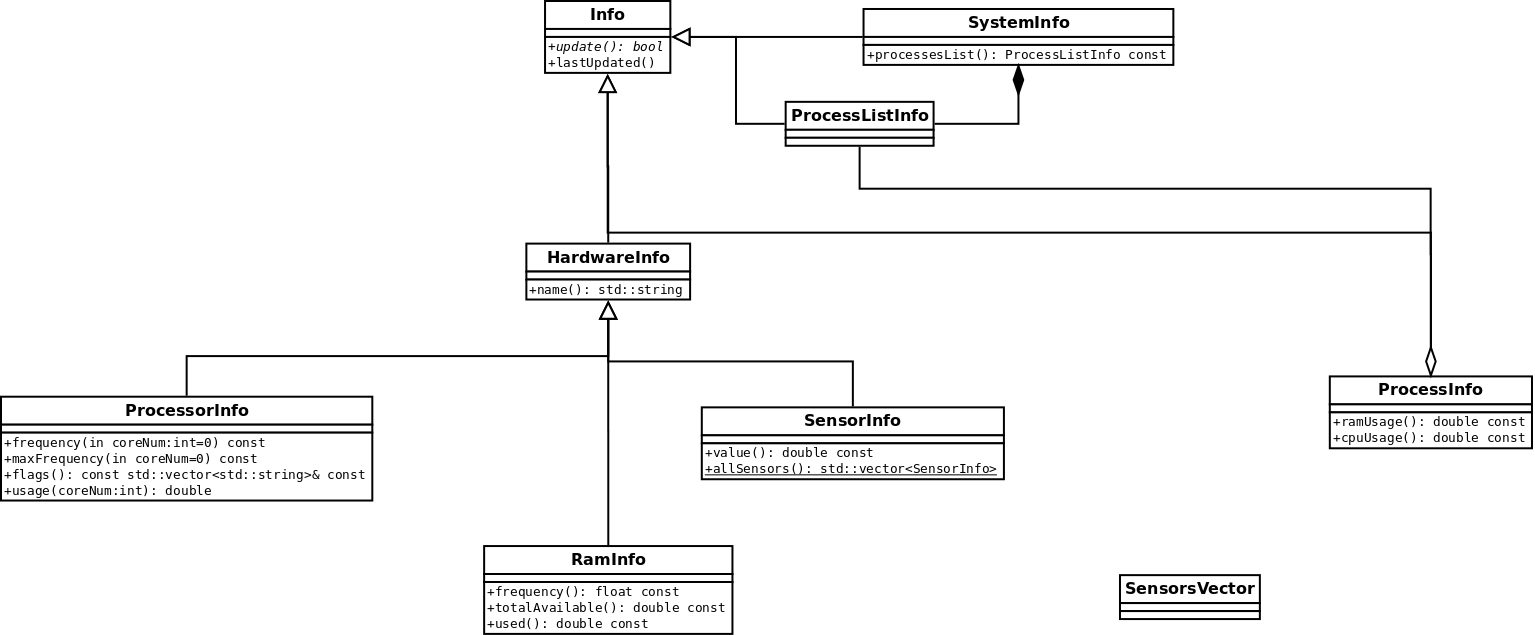 Info
+update(): bool
+lastUpdated()
SystemInfo
+processesList(): ProcessListInfo const
ProcessListInfo
HardwareInfo
+name(): std::string
ProcessorInfo
+frequency(in coreNum:int=0) const
+maxFrequency(in coreNum=0) const
+flags(): const std::vector<std::string>& const
+usage(coreNum:int): double
SensorInfo
+value(): double const
+allSensors(): std::vector<SensorInfo>
ProcessInfo
+ramUsage(): double const
+cpuUsage(): double const
RamInfo
+frequency(): float const
+totalAvailable(): double const
+used(): double const
SensorsVector